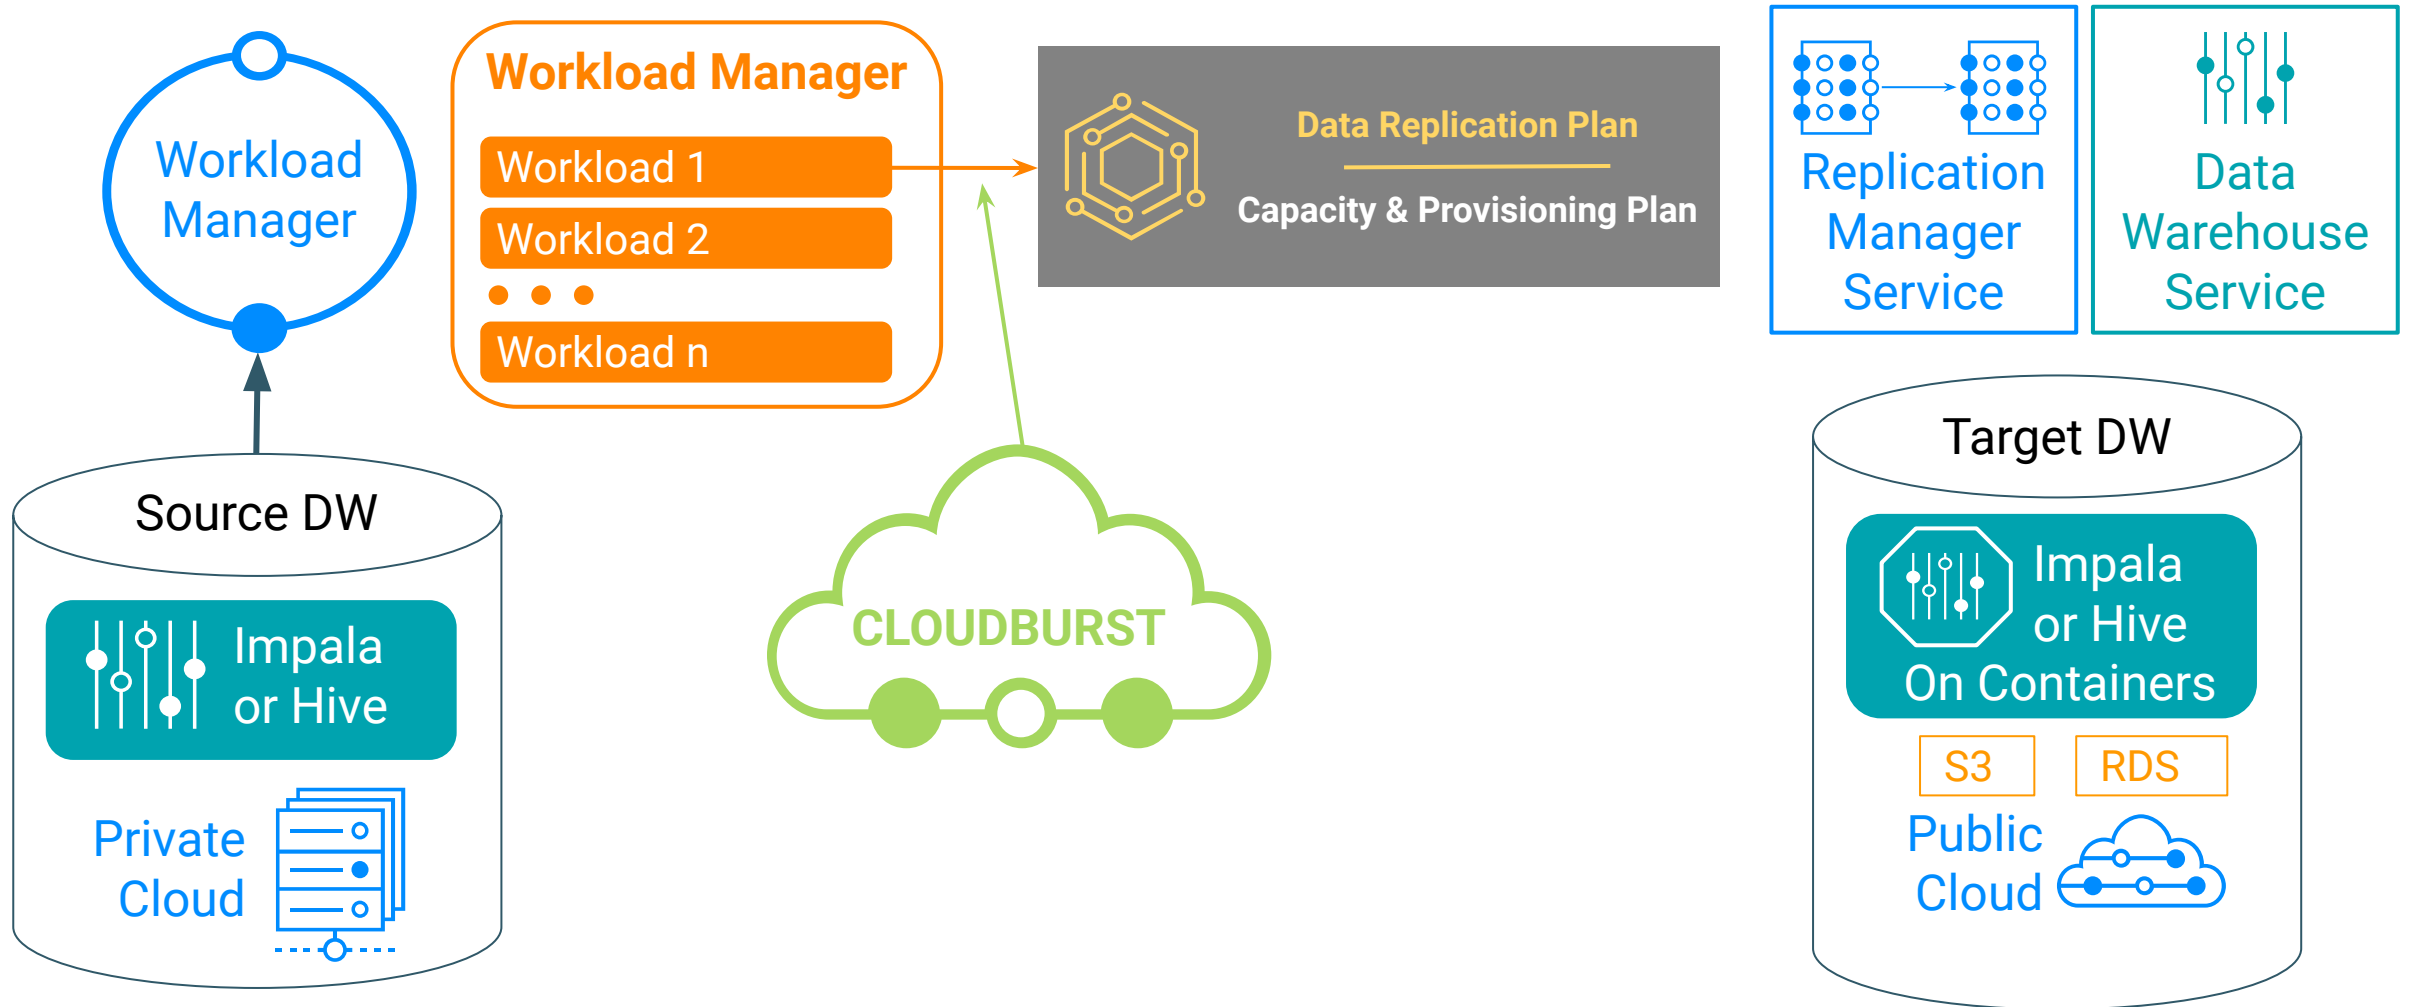 Workload
Manager
Workload Manager
Workload 1
Workload 2
Workload n
Data Replication Plan
Capacity & Provisioning Plan
Replication
Manager
Service
Data
Warehouse
Service
Source DW
Impala
or Hive
Private
Cloud
CLOUDBURST
Target DW
Impala
or Hive
On Containers
S3
RDS
Public
Cloud